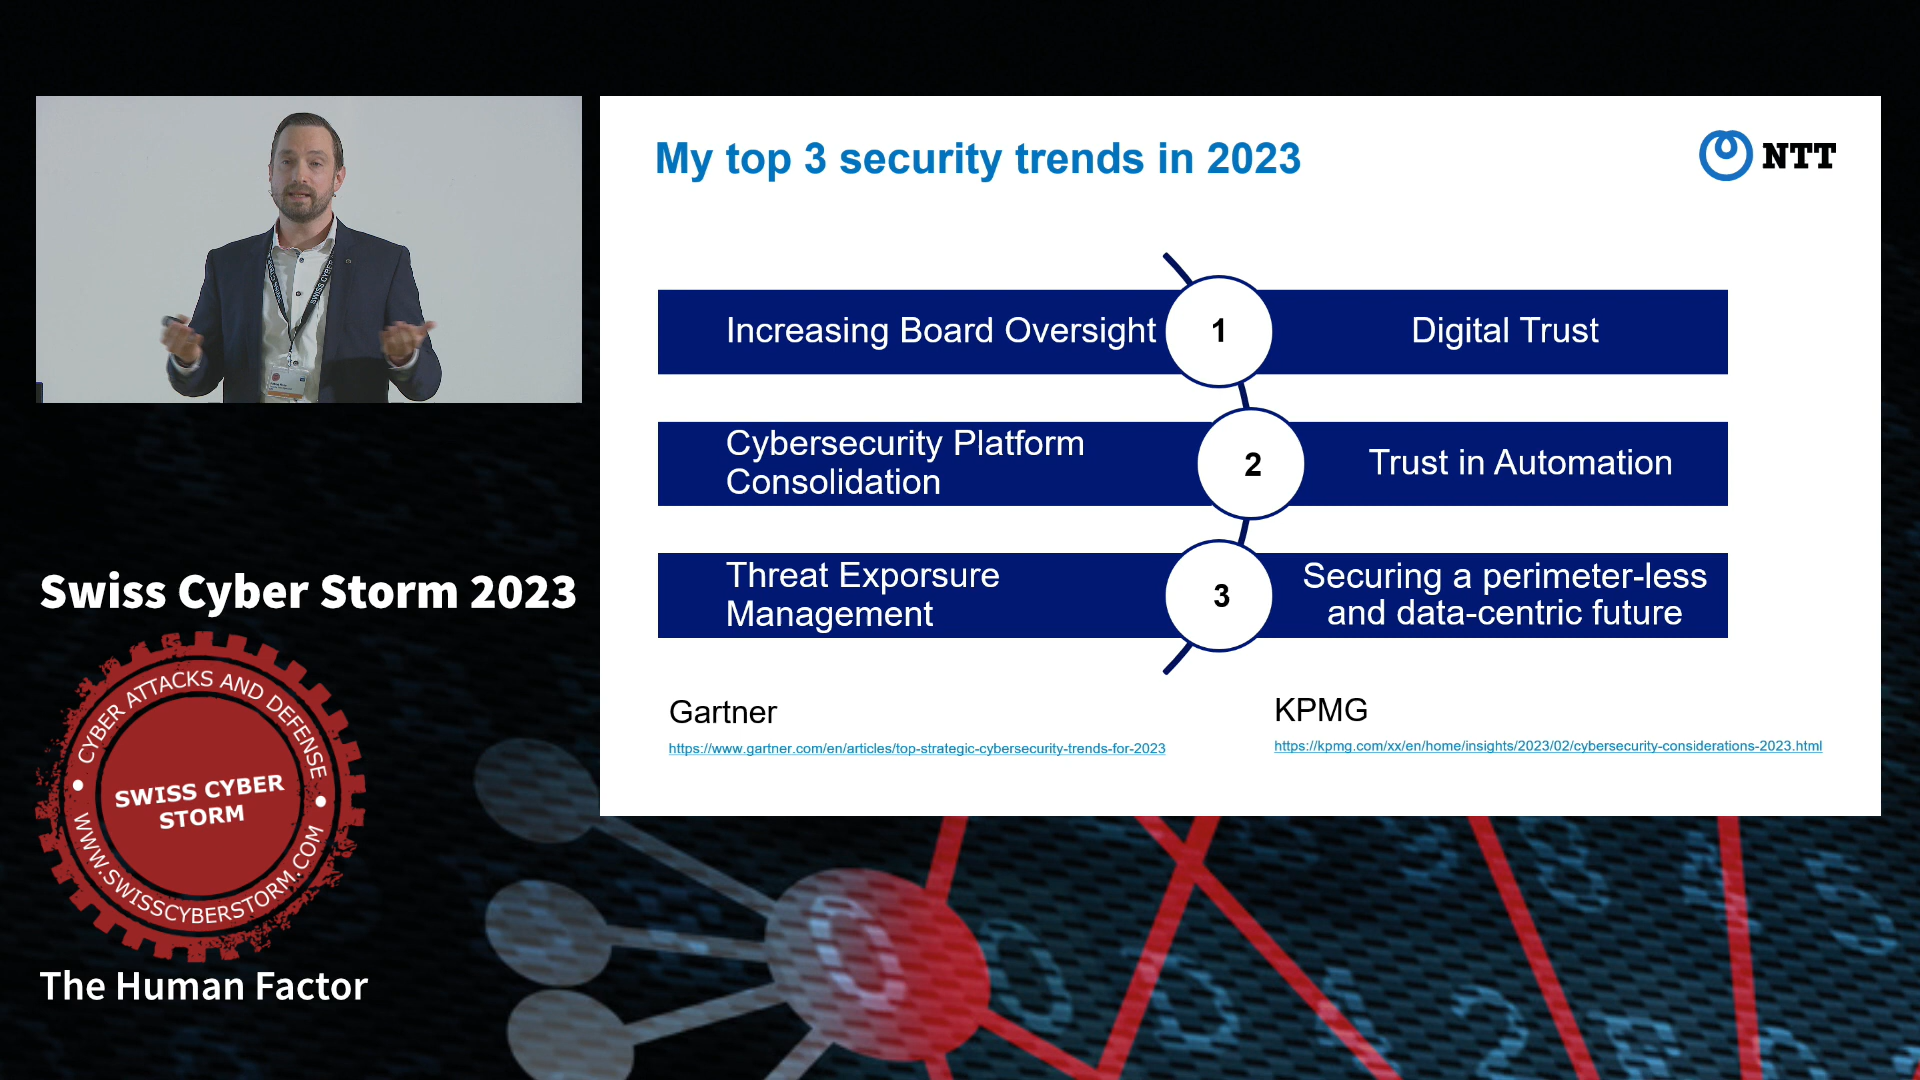 My top 3 security trends in 2023
NTT
Increasing Board Oversight
1
Digital Trust
Cybersecurity Platform
Consolidation
2
Trust in Automation
Threat Exporsure
Management
3
Securing a perimeter-less
and data-centric future
Gartner
https://www.gartner.com/en/articles/top-strategic-cybersecurity-trends-for-2023
KPMG
https://kpmg.com/xx/en/home/insights/2023/02/cybersecurity-considerations-2023.html
SWISS CYBER
Swiss Cyber Storm 2023
CYBER ATTACKS AND DEFENSE
SWISS CYBER
STORM
WWW.SWISSCYBERSTORM.COM
The Human Factor